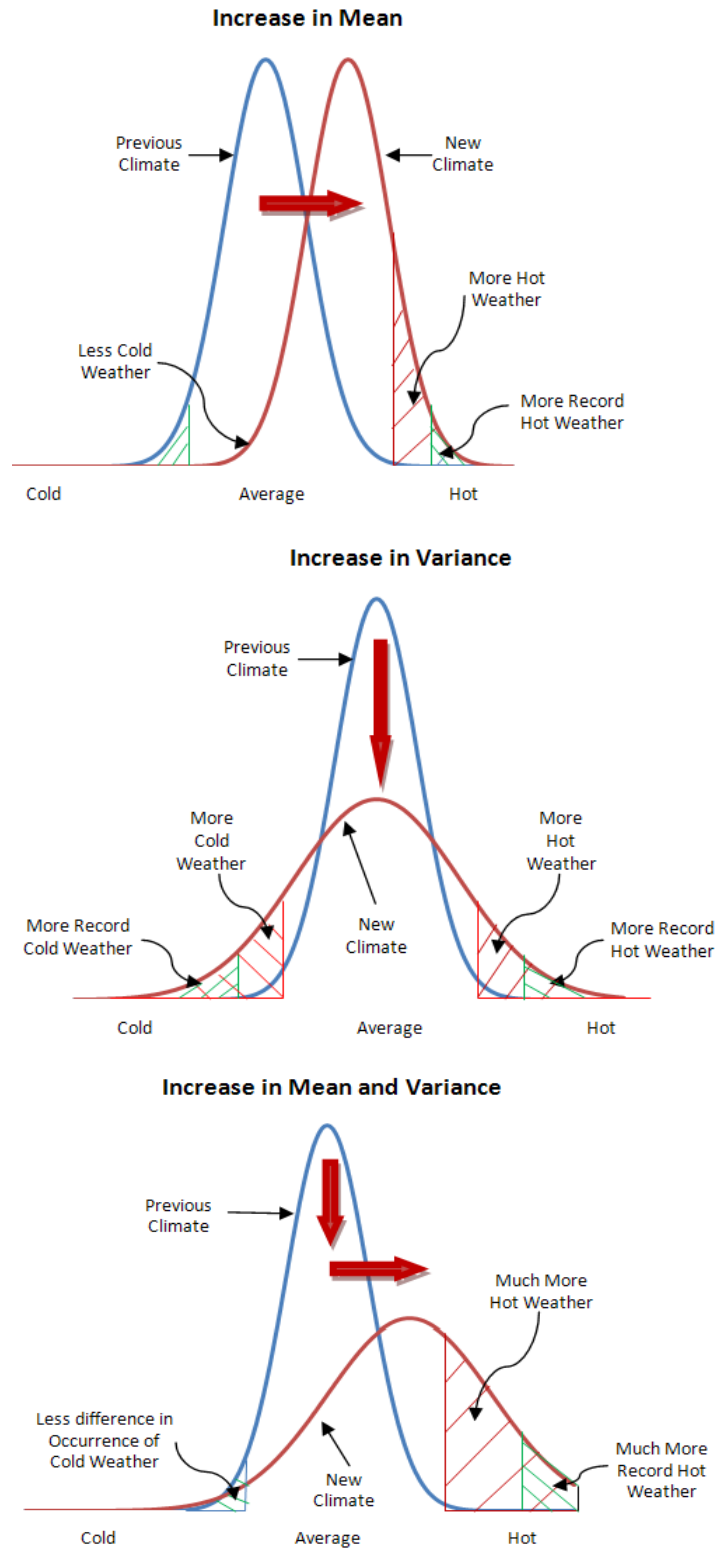 Increase in Mean
Previous
Climate
New
Climate
More Hot
Weather
Less Cold
Weather
More Record
Hot Weather
Cold
Average
Hot
Increase in Variance
Previous
Climate
More
Cold
Weather
More
Hot
Weather
More Record
Cold Weather
New
Climate
More Record
Hot Weather
Cold
Average
Hot
Increase in Mean and Variance
Previous
Climate
Much More
Hot Weather
Less difference in
Occurrence of
Cold Weather
New
Climate
Much More
Record Hot
Weather
Cold
Average
Hot